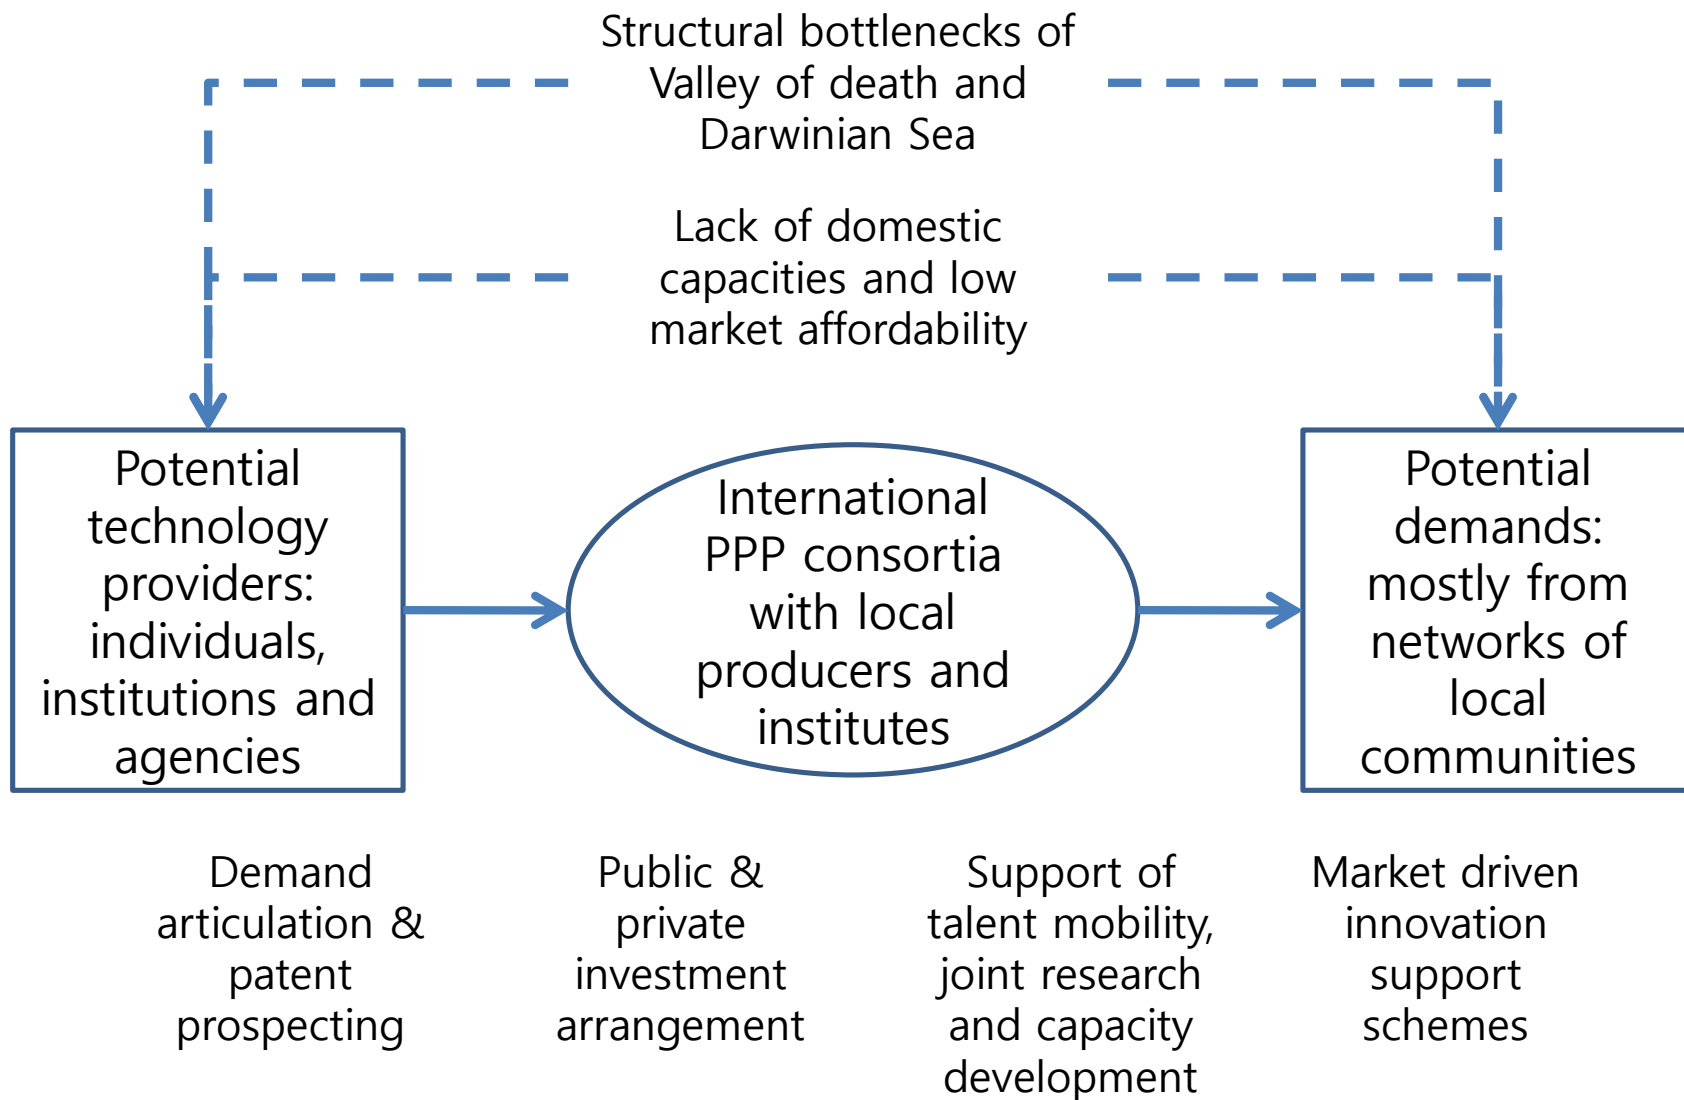 Structural bottlenecks of
Valley of death and
Darwinian Sea
Lack of domestic
capacities and low
market affordability
Potential
technology
providers:
individuals,
institutions and
agencies
International
PPP consortia
with local
producers and
institutes
Potential
demands:
mostly from
networks of
local
communities
Demand
articulation &
patent
prospecting
Public &
private
investment
arrangement
Support of
talent mobility,
joint research
and capacity
development
Market driven
innovation
support
schemes